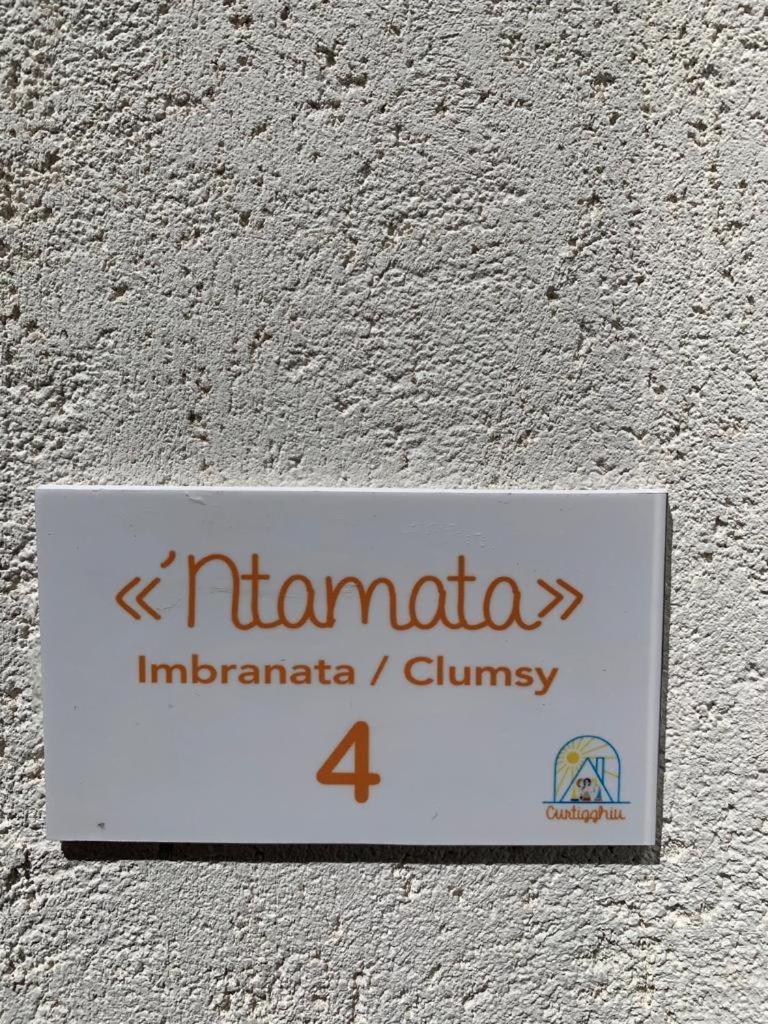 «'Ntamata»
Imbranata / Clumsy
4
Curtigghiu